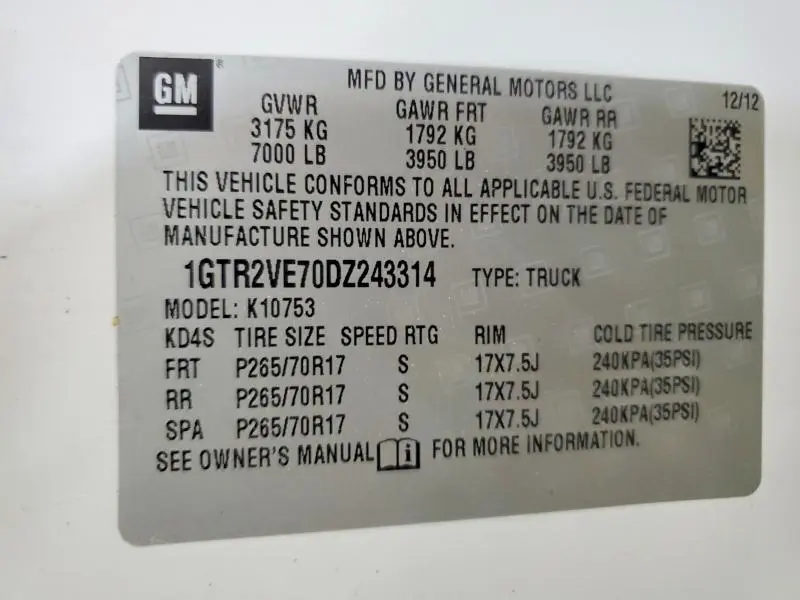 GM
MFD BY GENERAL MOTORS LLC
12/12
GVWR GAWR FRT GAWR RR
3175 KG 1792 KG 1792 KG
7000 LB 3950 LB 3950 LB
THIS VEHICLE CONFORMS TO ALL APPLICABLE U.S. FEDERAL MOTOR
VEHICLE SAFETY STANDARDS IN EFFECT ON THE DATE OF
MANUFACTURE SHOWN ABOVE.
1GTR2VE70DZ243314 TYPE: TRUCK
MODEL: K10753
KD4S TIRE SIZE SPEED RTG RIM COLD TIRE PRESSURE
FRT P265/70R17 S 17X7.5J 240KPA(35PSI)
RR P265/70R17 S 17X7.5J 240KPA(35PSI)
SPA P265/70R17 S 17X7.5J 240KPA(35PSI)
SEE OWNER'S MANUAL i FOR MORE INFORMATION.